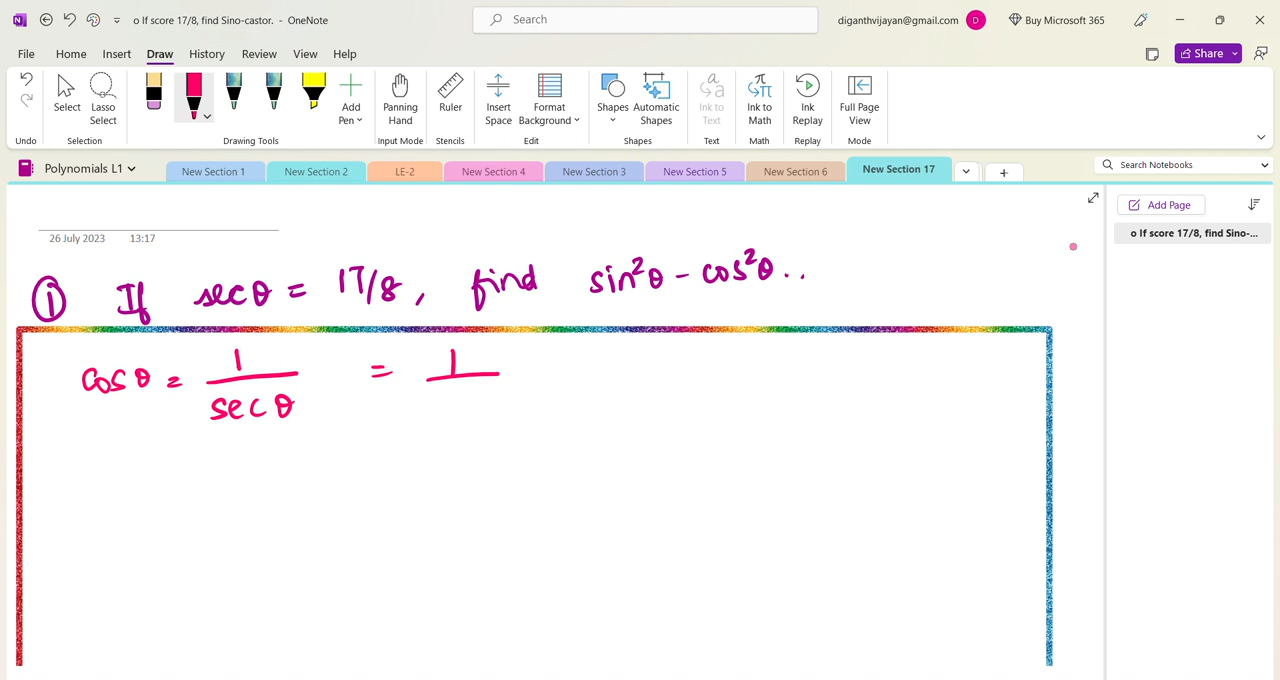 o If score 17/8, find Sino-castor. - OneNote
Search
diganthvijayan@gmail.com D
Buy Microsoft 365
File Home Insert Draw History Review View Help
Share
Undo
Select
Lasso Select
Selection
Drawing Tools
Add Pen
Panning Hand
Input Mode
Ruler
Stencils
Insert Space
Format Background
Edit
Shapes
Automatic Shapes
Shapes
Ink to Text
Text
Ink to Math
Math
Ink Replay
Replay
Full Page View
Mode
Polynomials L1
New Section 1 New Section 2 LE-2 New Section 4 New Section 3 New Section 5 New Section 6 New Section 17
Search Notebooks
Add Page
o If score 17/8, find Sino-...
26 July 2023 13:17
① If secθ = 17/8, find sin²θ - cos²θ..
cosθ = 1/secθ = 1/